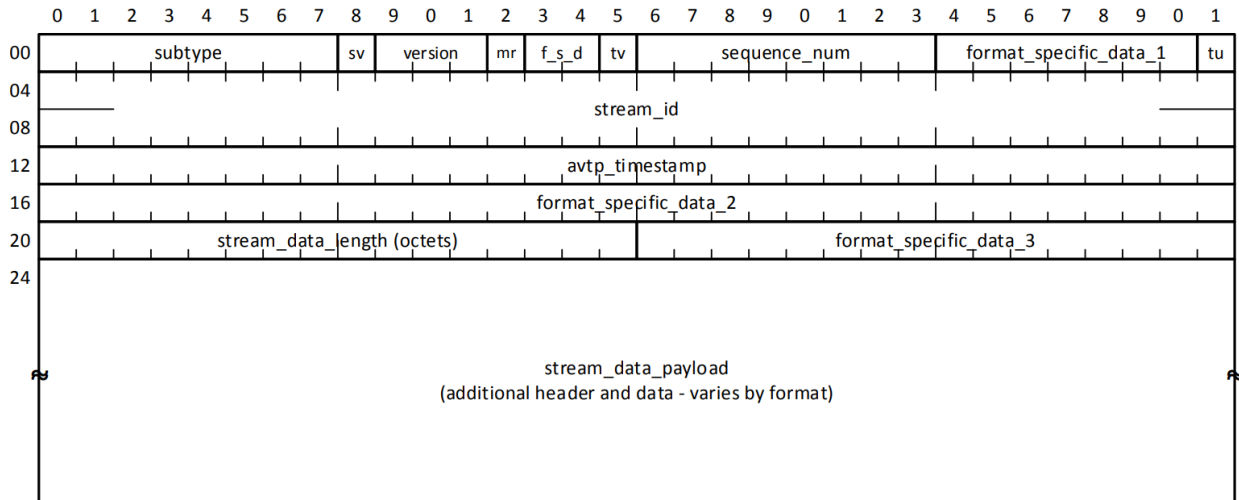 0 1 2 3 4 5 6 7 8 9 0 1 2 3 4 5 6 7 8 9 0 1 2 3 4 5 6 7 8 9 0 1
00 subtype sv version mr f_s_d tv sequence_num format_specific_data_1 tu
04
stream_id
08
12 avtp_timestamp
16 format_specific_data_2
20 stream_data_length (octets) format_specific_data_3
24
stream_data_payload
(additional header and data - varies by format)